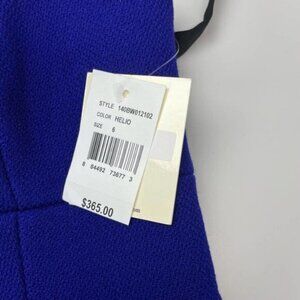 STYLE 140BW012102
COLOR HELIO
SIZE 6
8 84492 73677 3
$365.00